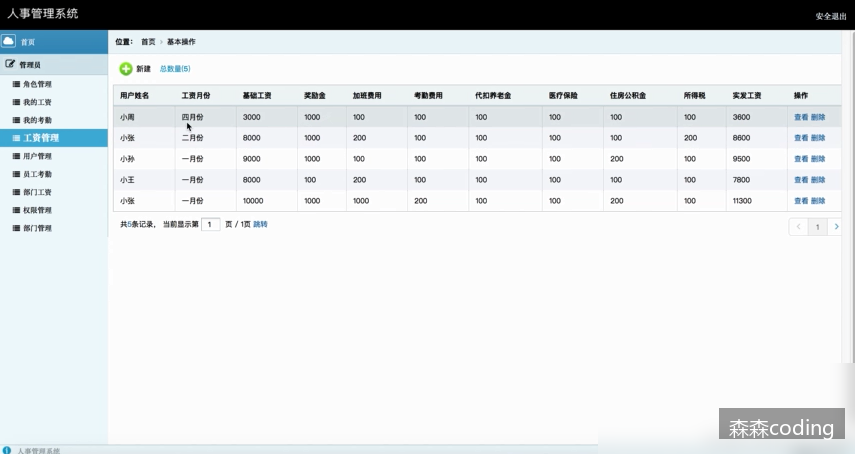 人事管理系统
安全退出
首页
位置： 首页 › 基本操作
管理员
新建 总数量(5)
角色管理
我的工资
我的考勤
工资管理
用户管理
员工考勤
部门工资
权限管理
部门管理
用户姓名 工资月份 基础工资 奖励金 加班费用 考勤费用 代扣养老金 医疗保险 住房公积金 所得税 实发工资 操作
小周 四月份 3000 1000 100 100 100 100 100 100 3600 查看 删除
小张 二月份 8000 1000 200 100 100 100 100 200 8600 查看 删除
小孙 一月份 9000 1000 100 100 100 100 200 100 9500 查看 删除
小王 一月份 8000 100 200 100 100 100 100 100 7800 查看 删除
小张 一月份 10000 1000 1000 200 100 100 200 100 11300 查看 删除
共5条记录， 当前显示第 1 页 / 1页 跳转
< 1 >
森森coding
人事管理系统